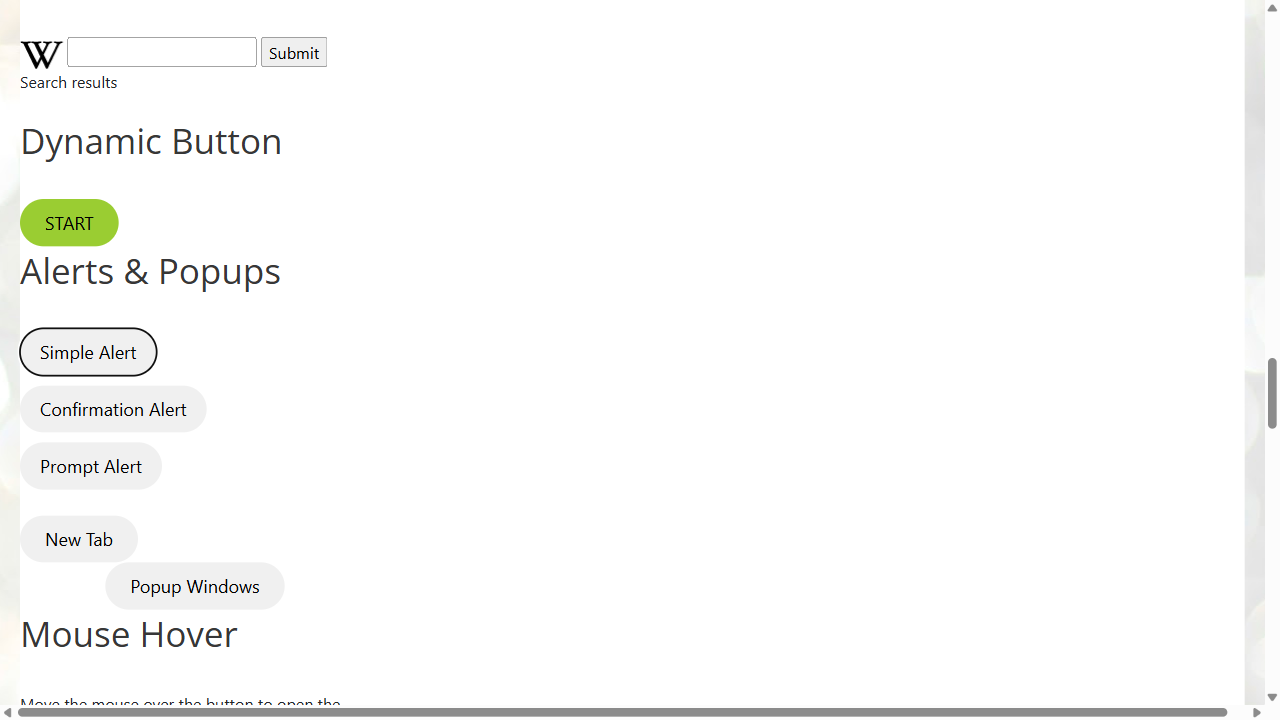 W
Submit
Search results
Dynamic Button
START
Alerts & Popups
Simple Alert
Confirmation Alert
Prompt Alert
New Tab
Popup Windows
Mouse Hover
Move the mouse over the button to open the